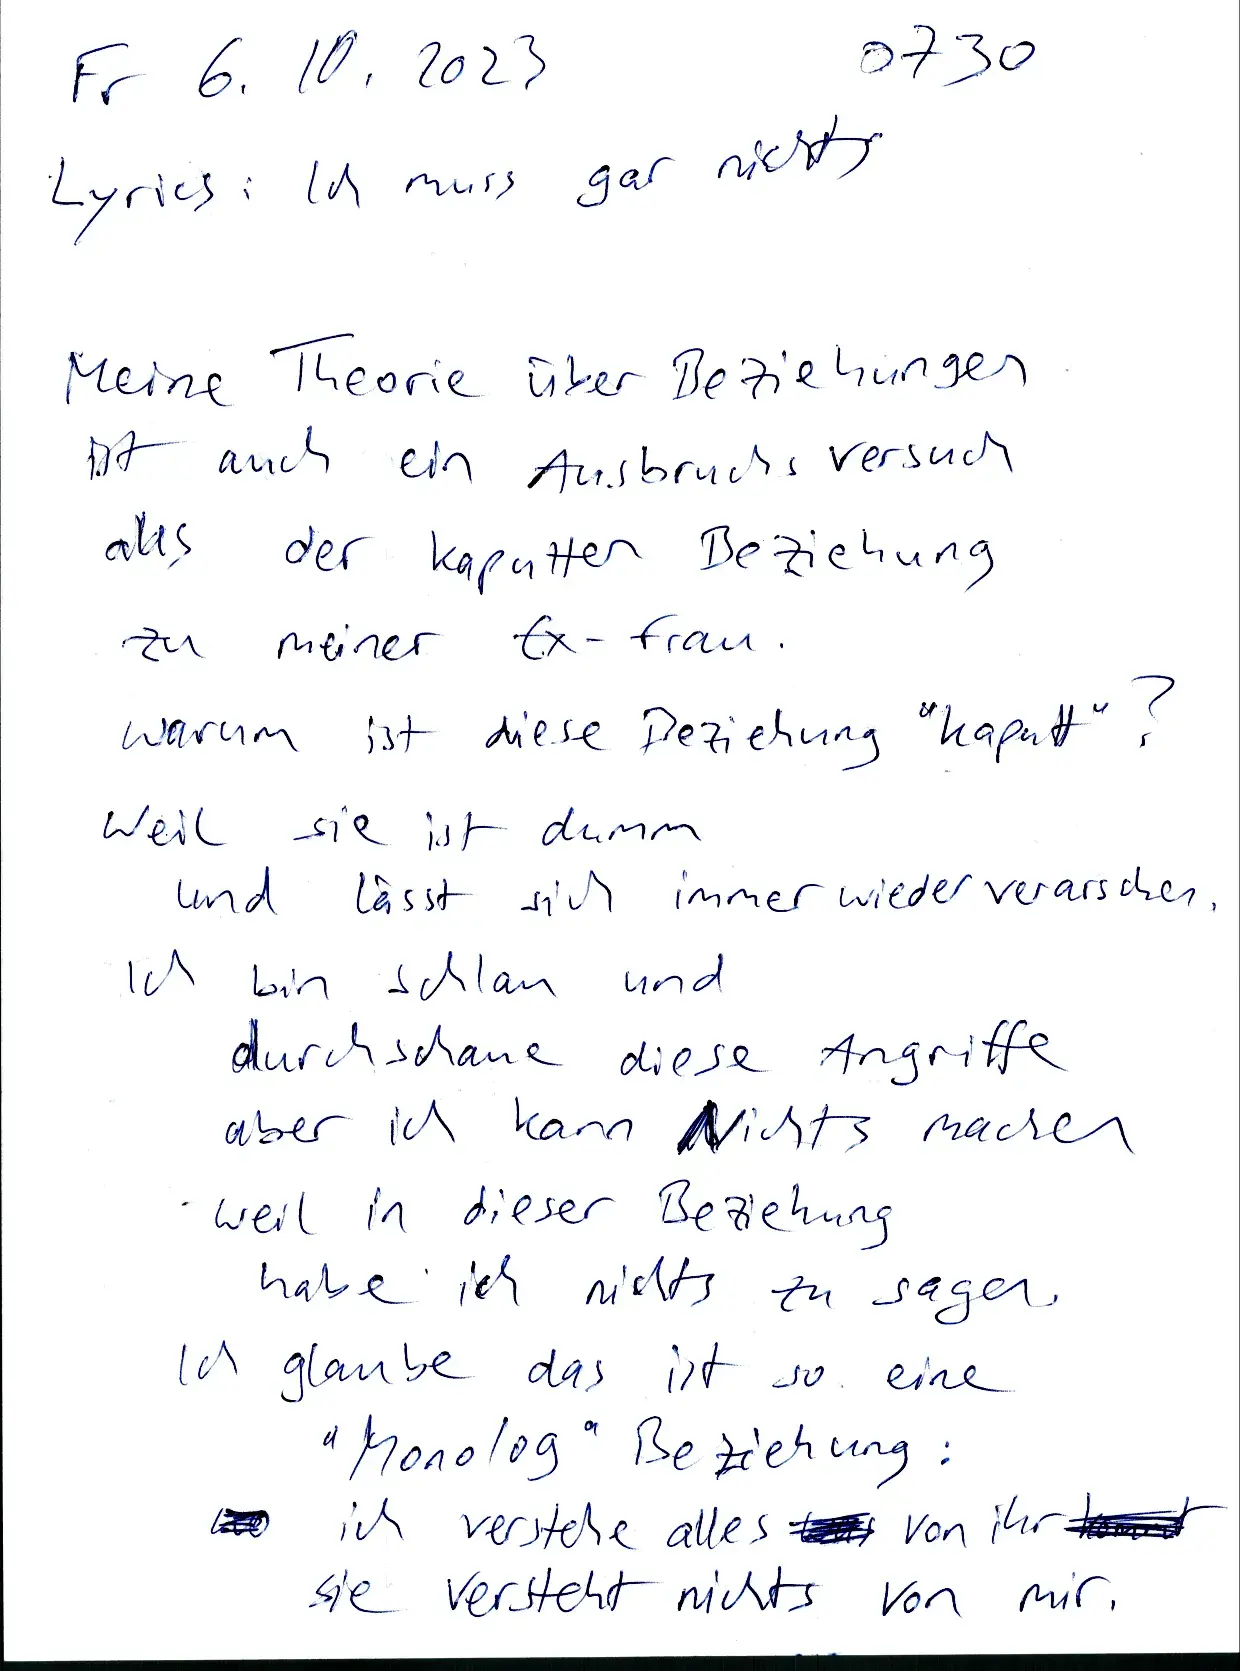 Fr 6. 10. 2023 0730
Lyrics: Ich muss gar nichts
Meine Theorie über Beziehungen
ist auch ein Ausbruchsversuch
aus der kaputten Beziehung
zu meiner Ex-Frau.
warum ist diese Beziehung "kaputt"?
Weil sie ist dumm
und lässt sich immer wieder verarschen.
Ich bin schlau und
durchschaue diese Angriffe
aber ich kann Nichts machen
weil in dieser Beziehung
habe ich nichts zu sagen.
Ich glaube das ist so eine
"Monolog" Beziehung:
ich verstehe alles von ihr
sie versteht nichts von mir.